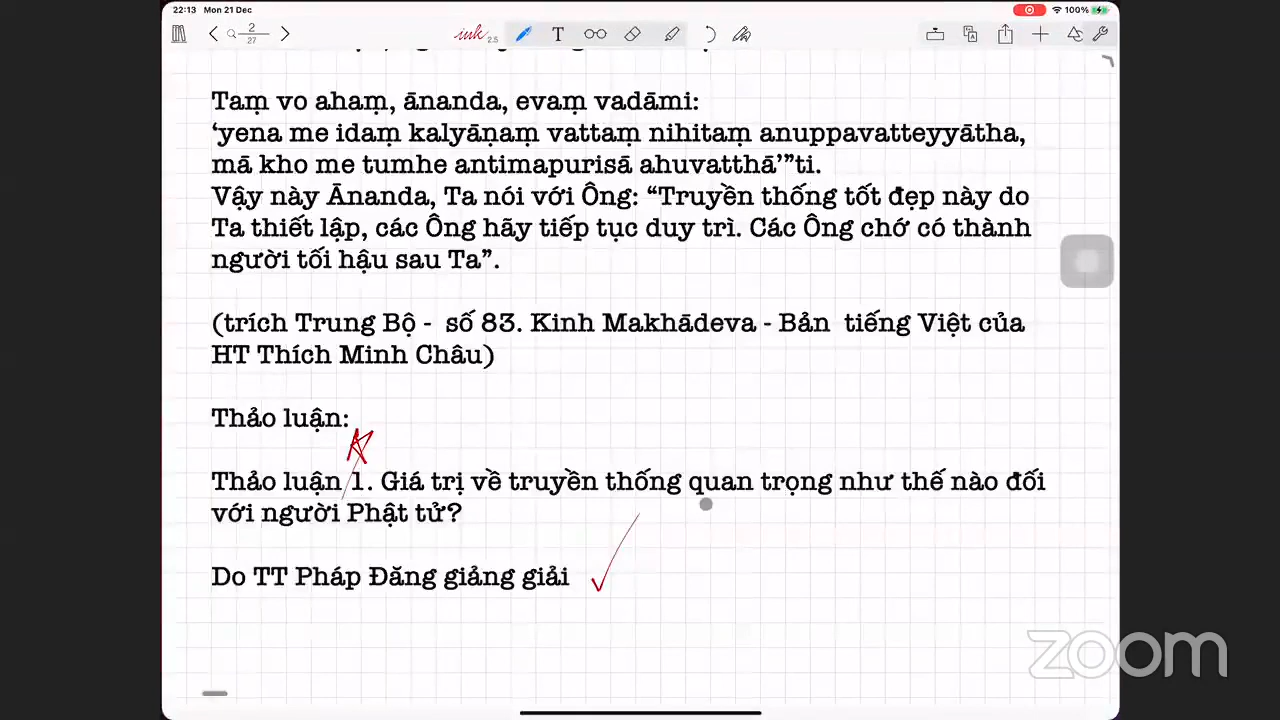 22:13 Mon 21 Dec
100%
2
27
ink 2.5
T
Taṃ vo ahaṃ, ānanda, evaṃ vadāmi:
‘yena me idaṃ kalyāṇaṃ vattaṃ nihitaṃ anuppavatteyyātha,
mā kho me tumhe antimapurisā ahuvatthā’”ti.
Vậy này Ānanda, Ta nói với Ông: “Truyền thống tốt đẹp này do
Ta thiết lập, các Ông hãy tiếp tục duy trì. Các Ông chớ có thành
người tối hậu sau Ta”.
(trích Trung Bộ - số 83. Kinh Makhādeva - Bản tiếng Việt của
HT Thích Minh Châu)
Thảo luận:
Thảo luận 1. Giá trị về truyền thống quan trọng như thế nào đối
với người Phật tử?
Do TT Pháp Đăng giảng giải
zoom